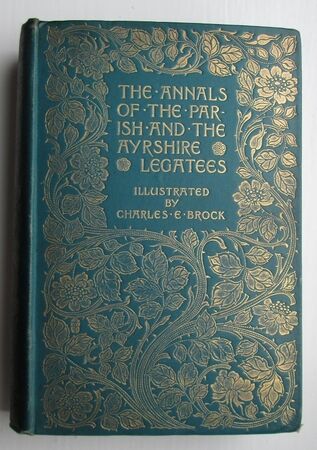 THE·ANNALS
OF·THE·PAR
ISH·AND·THE
AYRSHIRE
LEGATEES
ILLUSTRATED
BY
CHARLES·E·BROCK